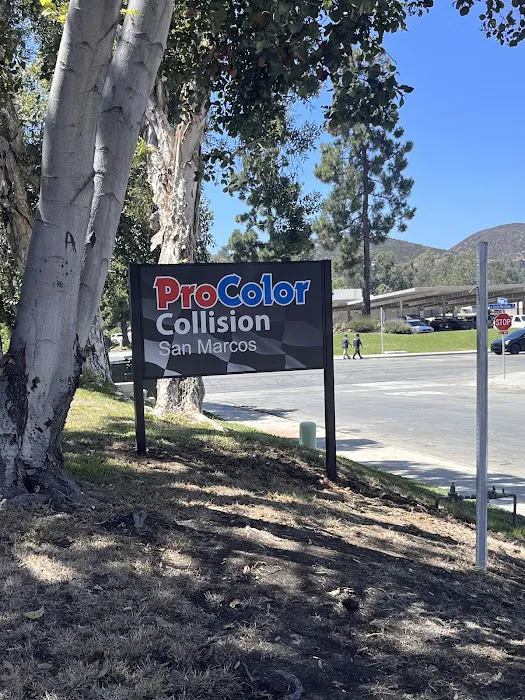 ProColor
Collision
San Marcos
STOP
A